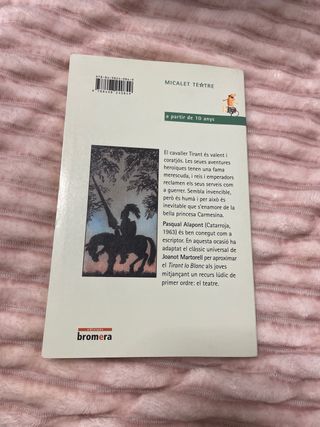 MICALET TEATRE
a partir de 10 anys
El cavaller Tirant és valent i
coratjós. Les seues aventures
heroiques tenen una fama
merescuda, i reis i emperadors
reclamen els seus serveis com
a guerrer. Sembla invencible,
però és humà i per això és
inevitable que s'enamore de la
bella princesa Carmesina.
Pasqual Alapont (Catarroja,
1963) és ben conegut com a
escriptor. En aquesta ocasió ha
adaptat el clàssic universal de
Joanot Martorell per aproximar
el Tirant lo Blanc als joves
mitjançant un recurs lúdic de
primer ordre: el teatre.
edicions
bromera